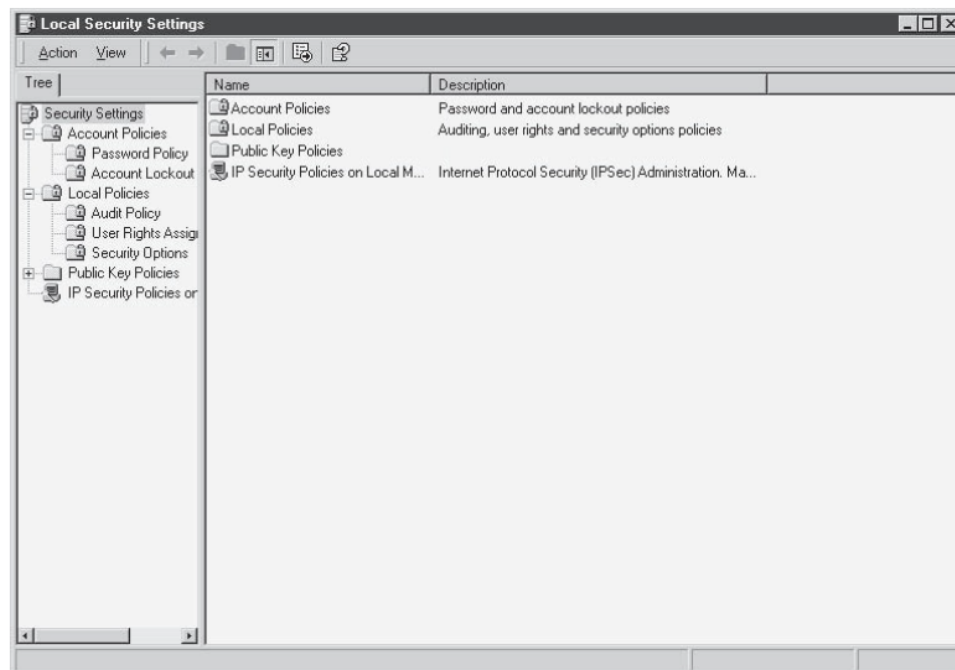 Local Security Settings
Action View
Tree
Name Description
Security Settings
Account Policies
Password Policy
Account Lockout
Local Policies
Audit Policy
User Rights Assig
Security Options
Public Key Policies
IP Security Policies or
Account Policies Password and account lockout policies
Local Policies Auditing, user rights and security options policies
Public Key Policies
IP Security Policies on Local M... Internet Protocol Security (IPSec) Administration. Ma...